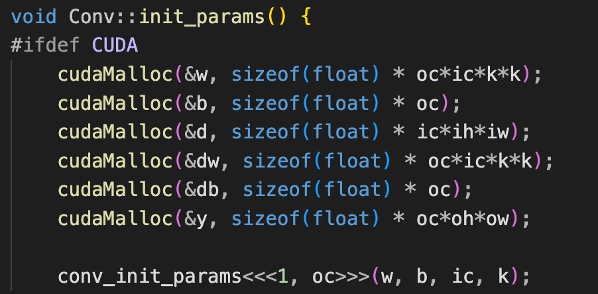 void Conv::init_params() {
#ifdef CUDA
    cudaMalloc(&w, sizeof(float) * oc*ic*k*k);
    cudaMalloc(&b, sizeof(float) * oc);
    cudaMalloc(&d, sizeof(float) * ic*ih*iw);
    cudaMalloc(&dw, sizeof(float) * oc*ic*k*k);
    cudaMalloc(&db, sizeof(float) * oc);
    cudaMalloc(&y, sizeof(float) * oc*oh*ow);

    conv_init_params<<<1, oc>>>(w, b, ic, k);